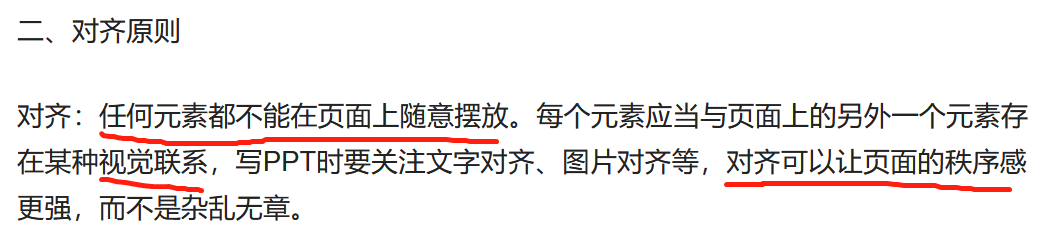 二、对齐原则
对齐：任何元素都不能在页面上随意摆放。每个元素应当与页面上的另外一个元素存
在某种视觉联系，写PPT时要关注文字对齐、图片对齐等，对齐可以让页面的秩序感
更强，而不是杂乱无章。